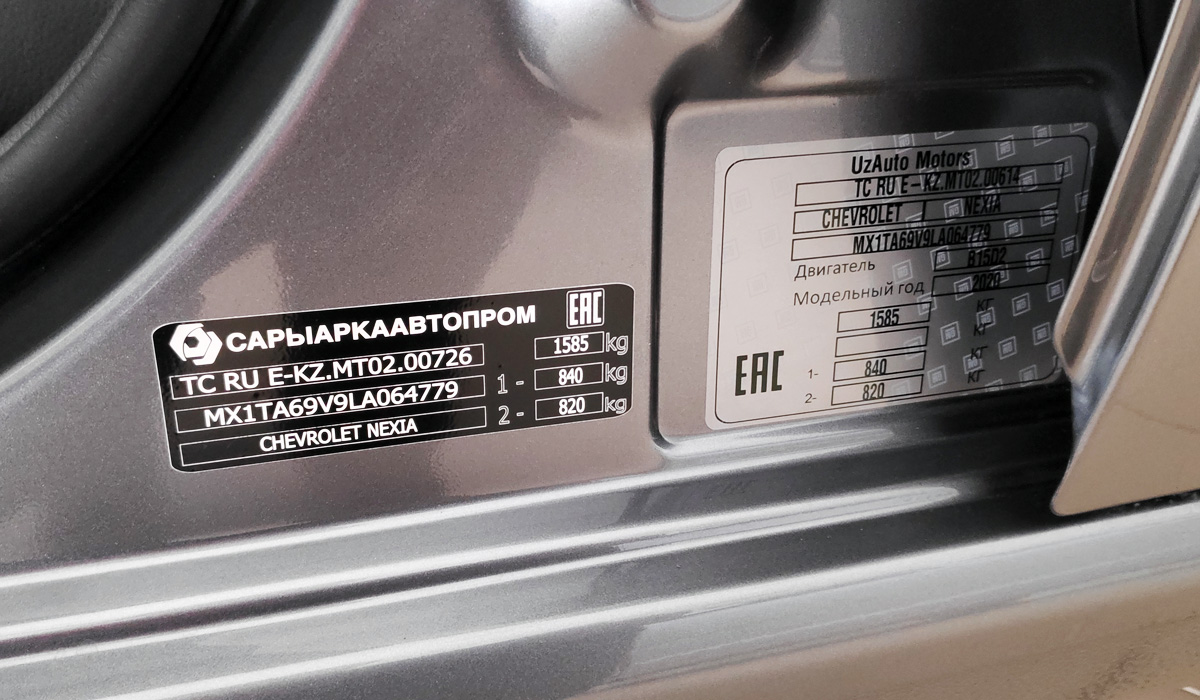 САРЫАРКААВТОПРОМ EAC
TC RU E-KZ.MT02.00726 1585 kg
MX1TA69V9LA064779 1 - 840 kg
CHEVROLET NEXIA 2 - 820 kg
UzAuto Motors
TC RU E-KZ.MT02.00614
CHEVROLET NEXIA
MX1TA69V9LA064779
Двигатель B15D2
Модельный год 2020
1585 КГ
КГ
EAC 1- 840 КГ
2- 820 КГ